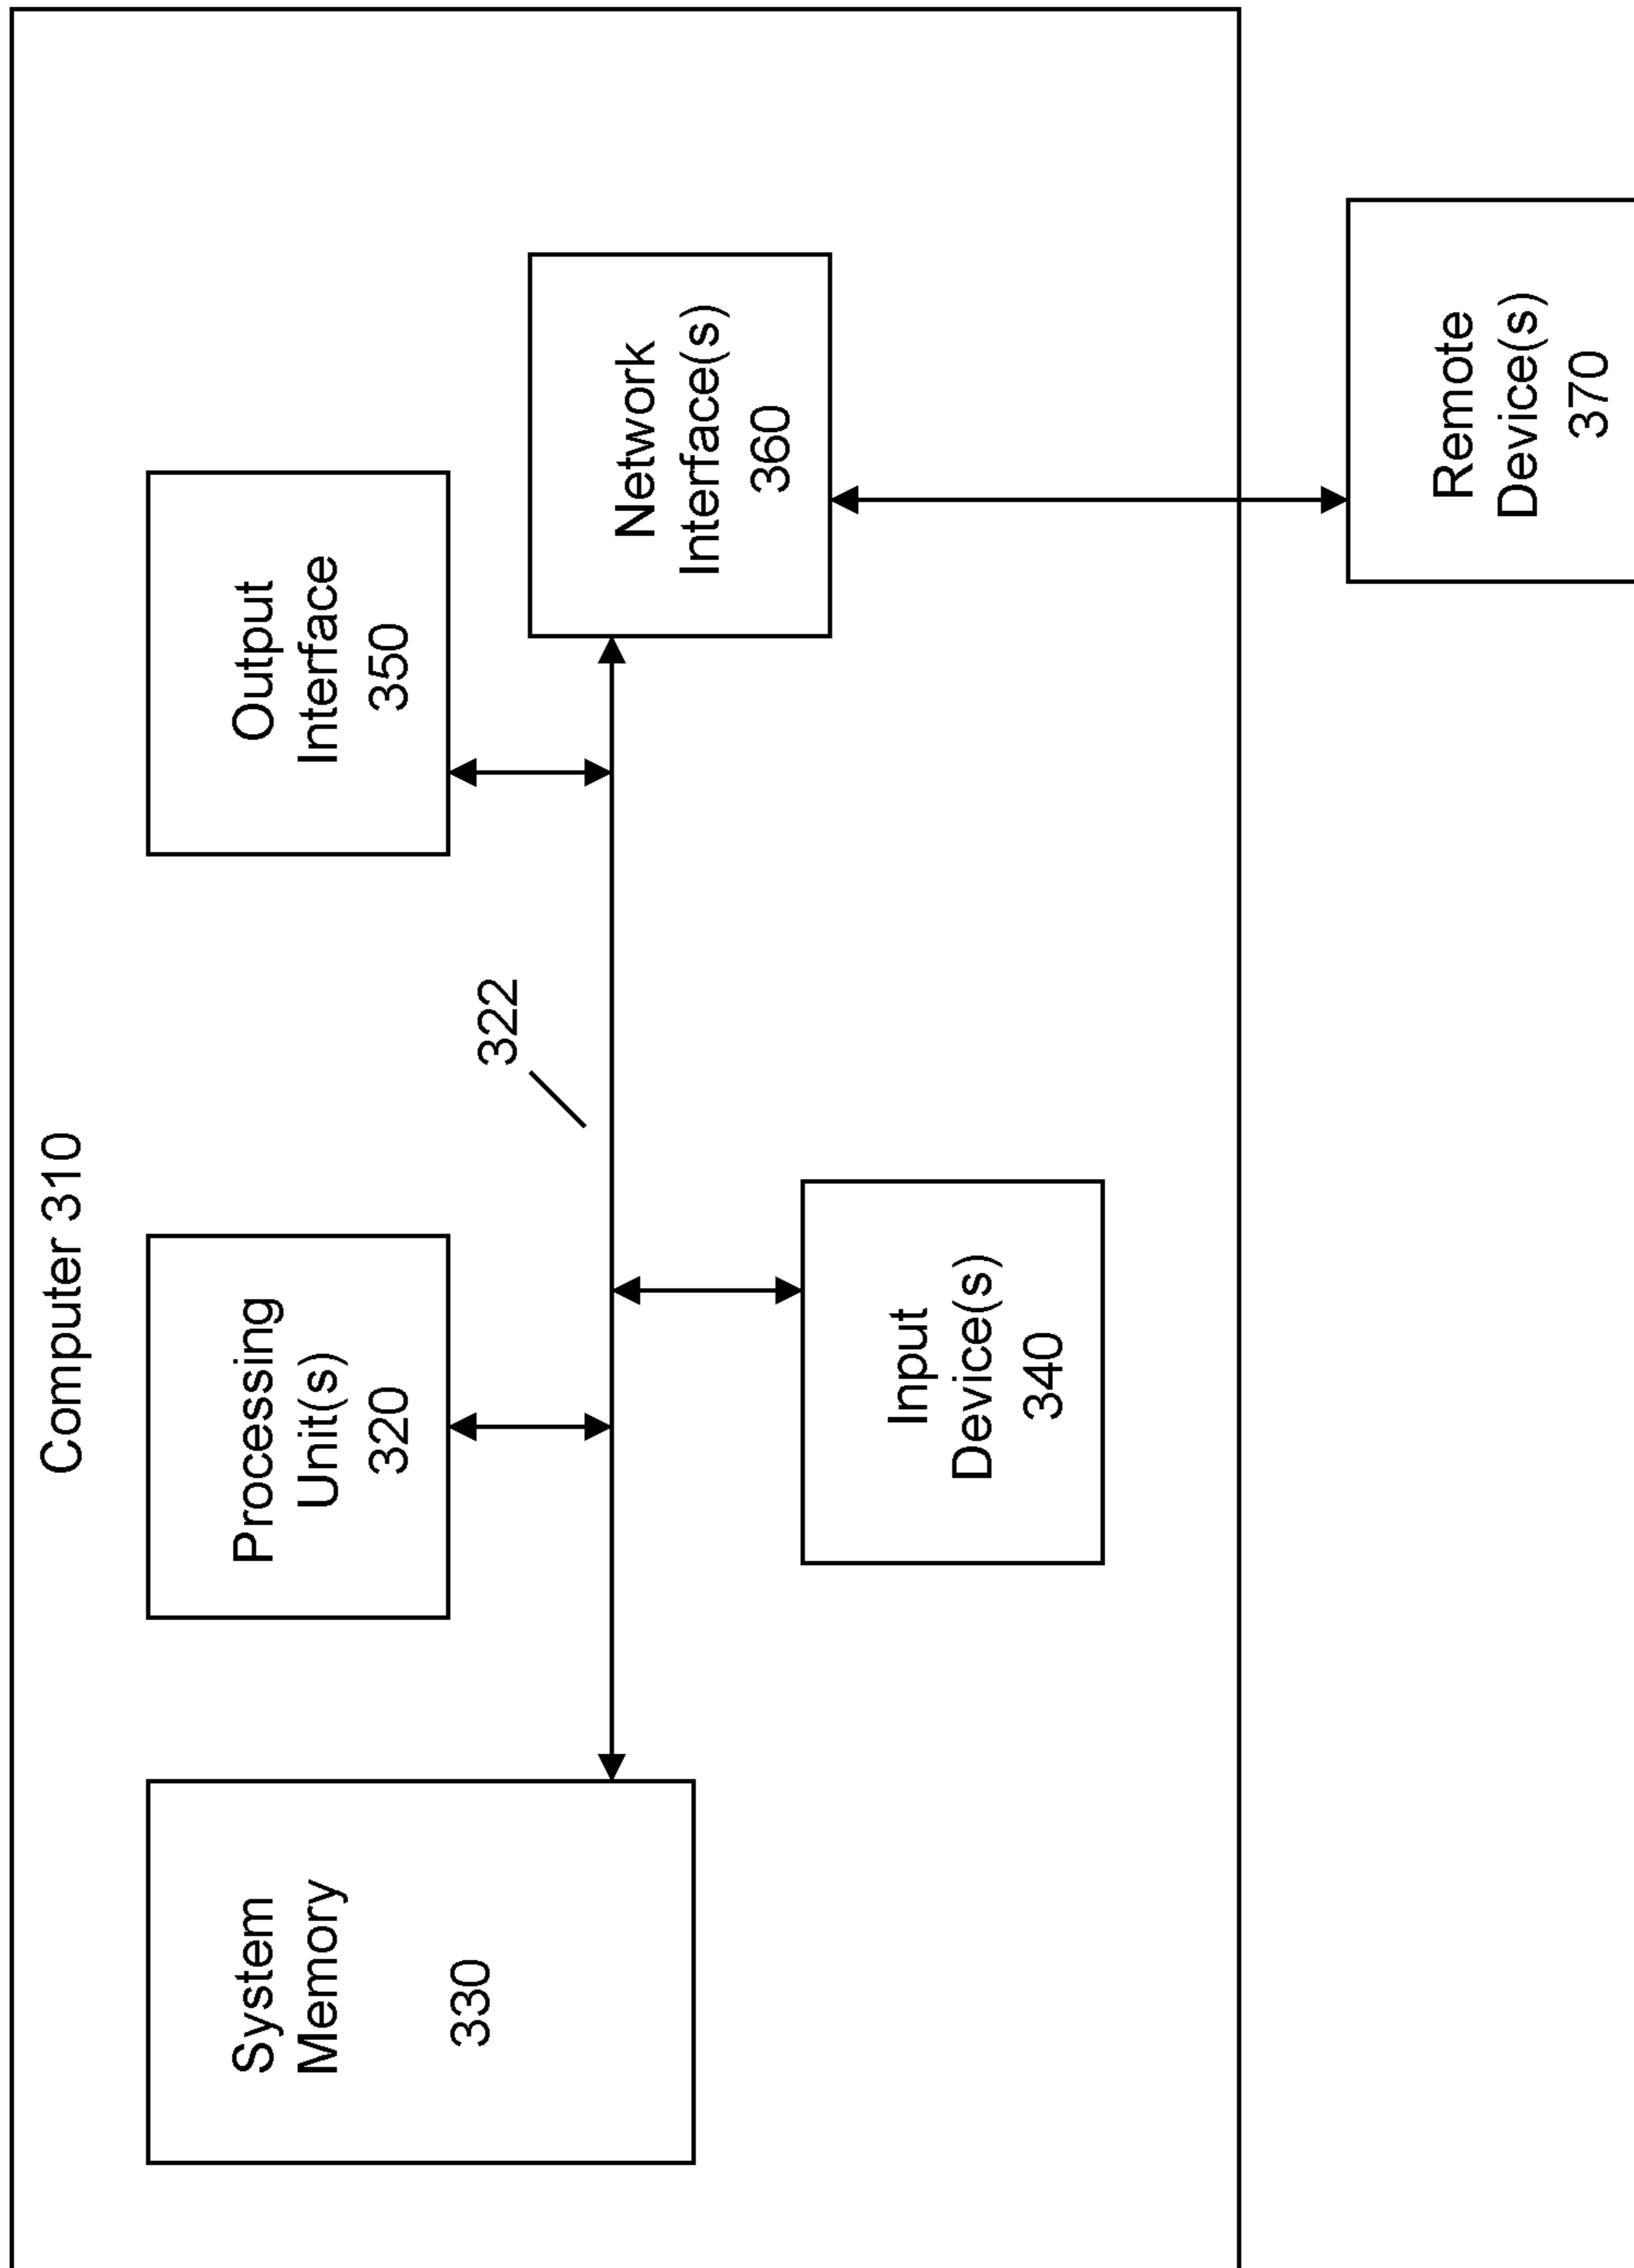 Computer 310
System
Memory
330
Processing
Unit(s)
320
Output
Interface
350
322
Network
Interface(s)
360
Input
Device(s)
340
Remote
Device(s)
370